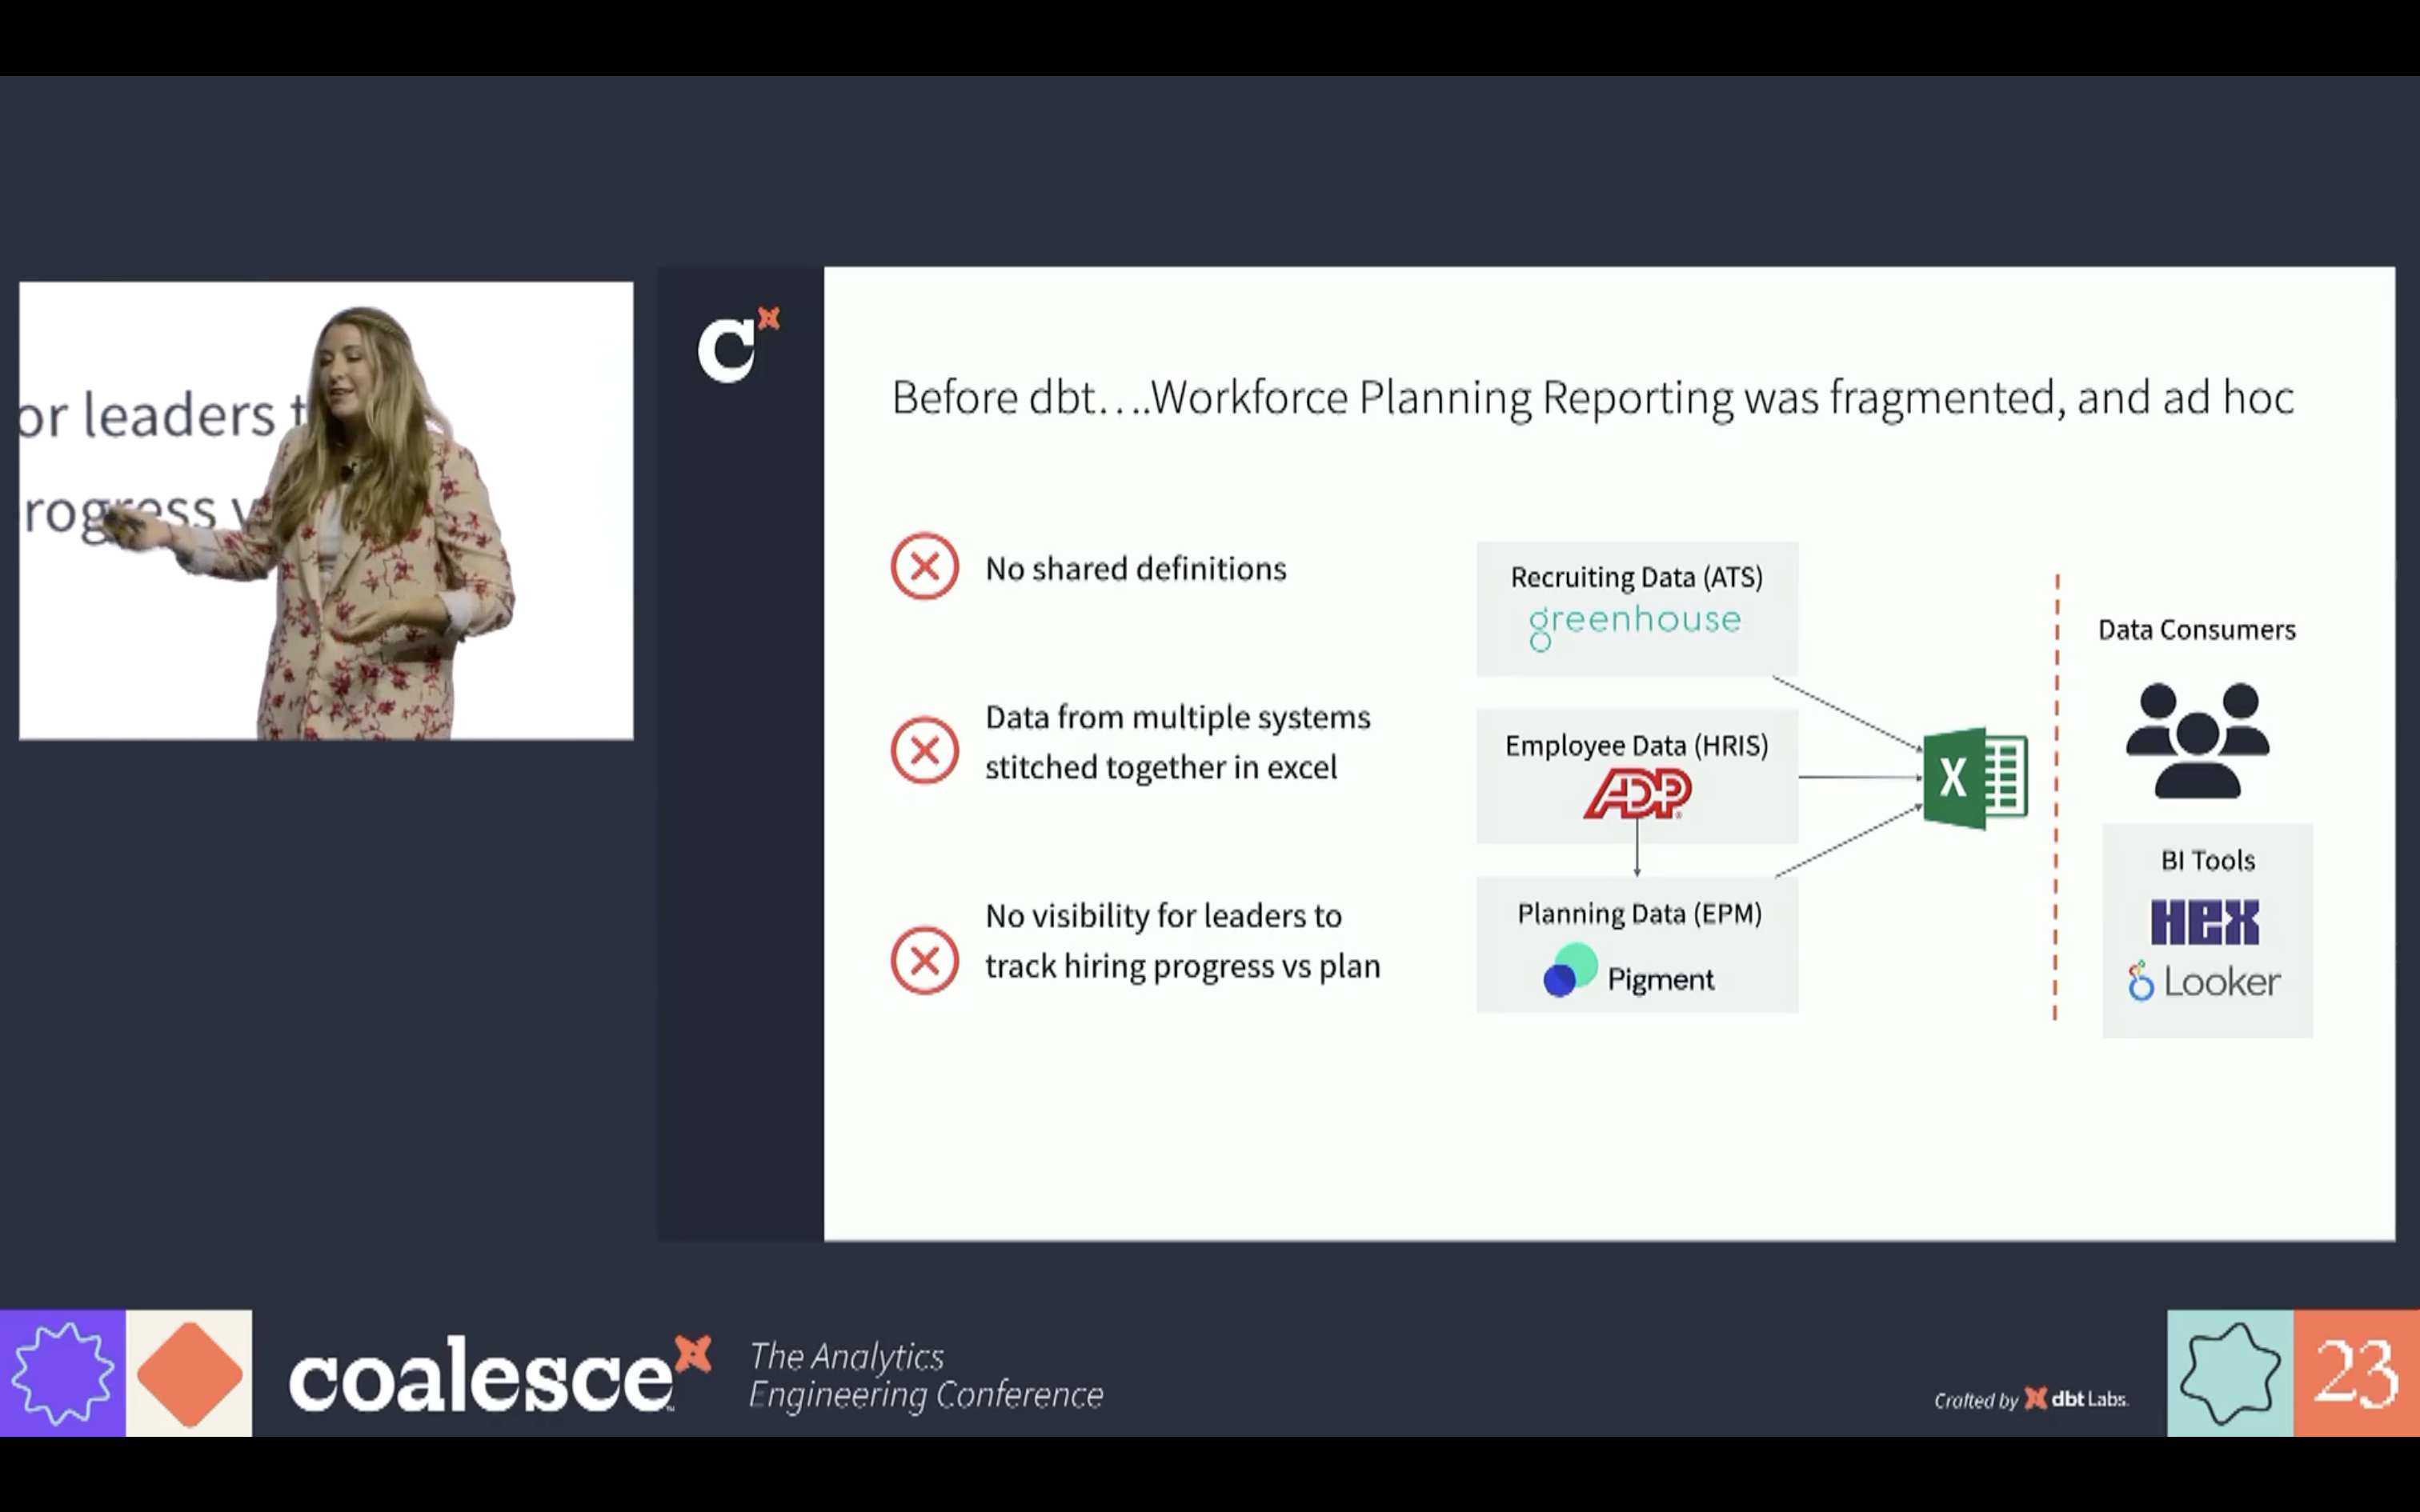 or leaders t
rogress v
C
Before dbt....Workforce Planning Reporting was fragmented, and ad hoc
No shared definitions
Data from multiple systems
stitched together in excel
No visibility for leaders to
track hiring progress vs plan
Recruiting Data (ATS)
greenhouse
Employee Data (HRIS)
ADP
Planning Data (EPM)
Pigment
X
Data Consumers
BI Tools
HEX
Looker
coalesce
The Analytics
Engineering Conference
Crafted by dbt Labs.
23